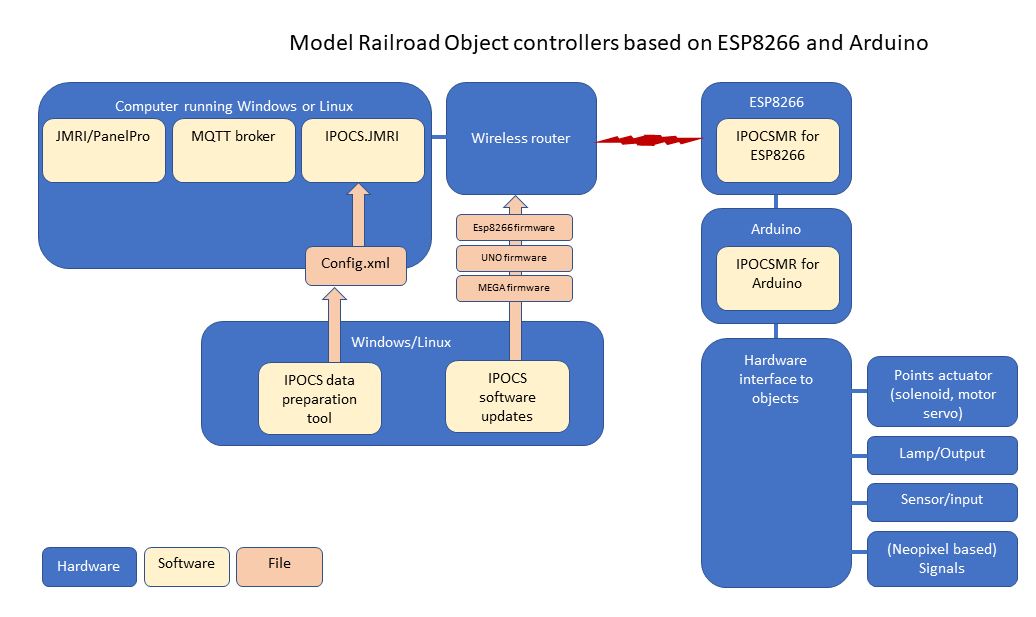 Model Railroad Object controllers based on ESP8266 and Arduino
Computer running Windows or Linux
JMRI/PanelPro
MQTT broker
IPOCS.JMRI
Config.xml
Wireless router
Esp8266 firmware
UNO firmware
MEGA firmware
Windows/Linux
IPOCS data
preparation
tool
IPOCS
software
updates
ESP8266
IPOCSMR for
ESP8266
Arduino
IPOCSMR for
Arduino
Hardware
interface to
objects
Points actuator
(solenoid, motor
servo)
Lamp/Output
Sensor/input
(Neopixel based)
Signals
Hardware
Software
File